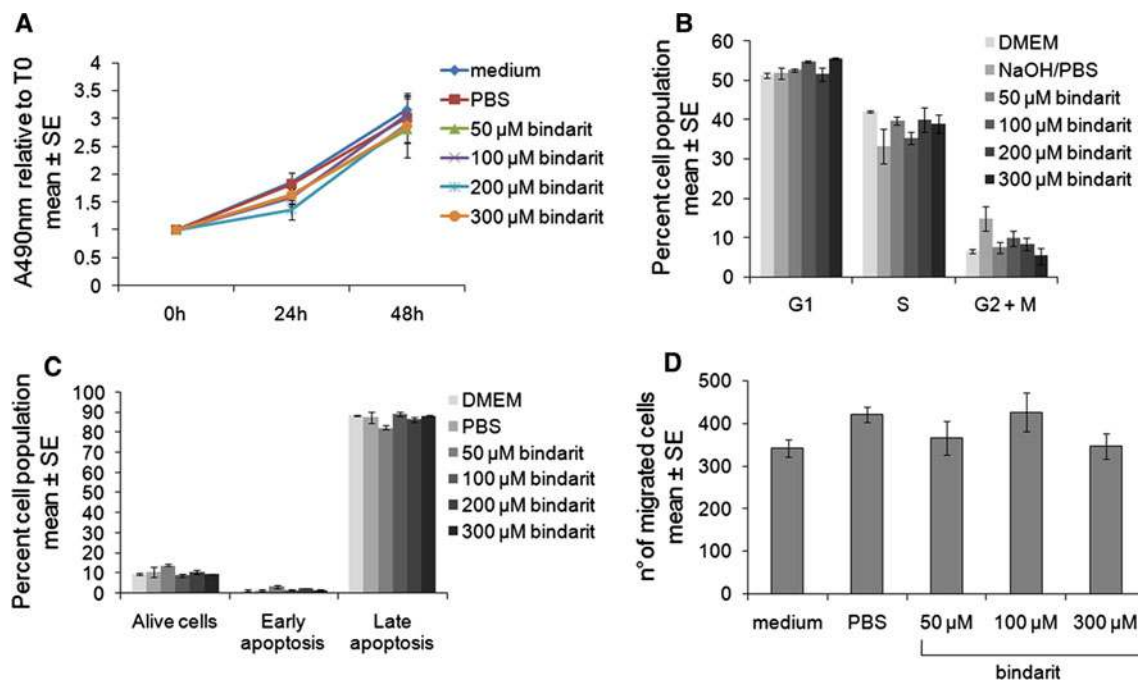 A
A490nm relative to T0
mean ± SE
4
3.5
3
2.5
2
1.5
1
0.5
0
0h
24h
48h
medium
PBS
50 µM bindarit
100 µM bindarit
200 µM bindarit
300 µM bindarit
B
Percent cell population
mean ± SE
60
50
40
30
20
10
0
G1
S
G2 + M
DMEM
NaOH/PBS
50 µM bindarit
100 µM bindarit
200 µM bindarit
300 µM bindarit
C
Percent cell population
mean ± SE
100
90
80
70
60
50
40
30
20
10
0
Alive cells
Early
apoptosis
Late
apoptosis
DMEM
PBS
50 µM bindarit
100 µM bindarit
200 µM bindarit
300 µM bindarit
D
n° of migrated cells
mean ± SE
500
400
300
200
100
0
medium
PBS
50 µM
100 µM
300 µM
bindarit